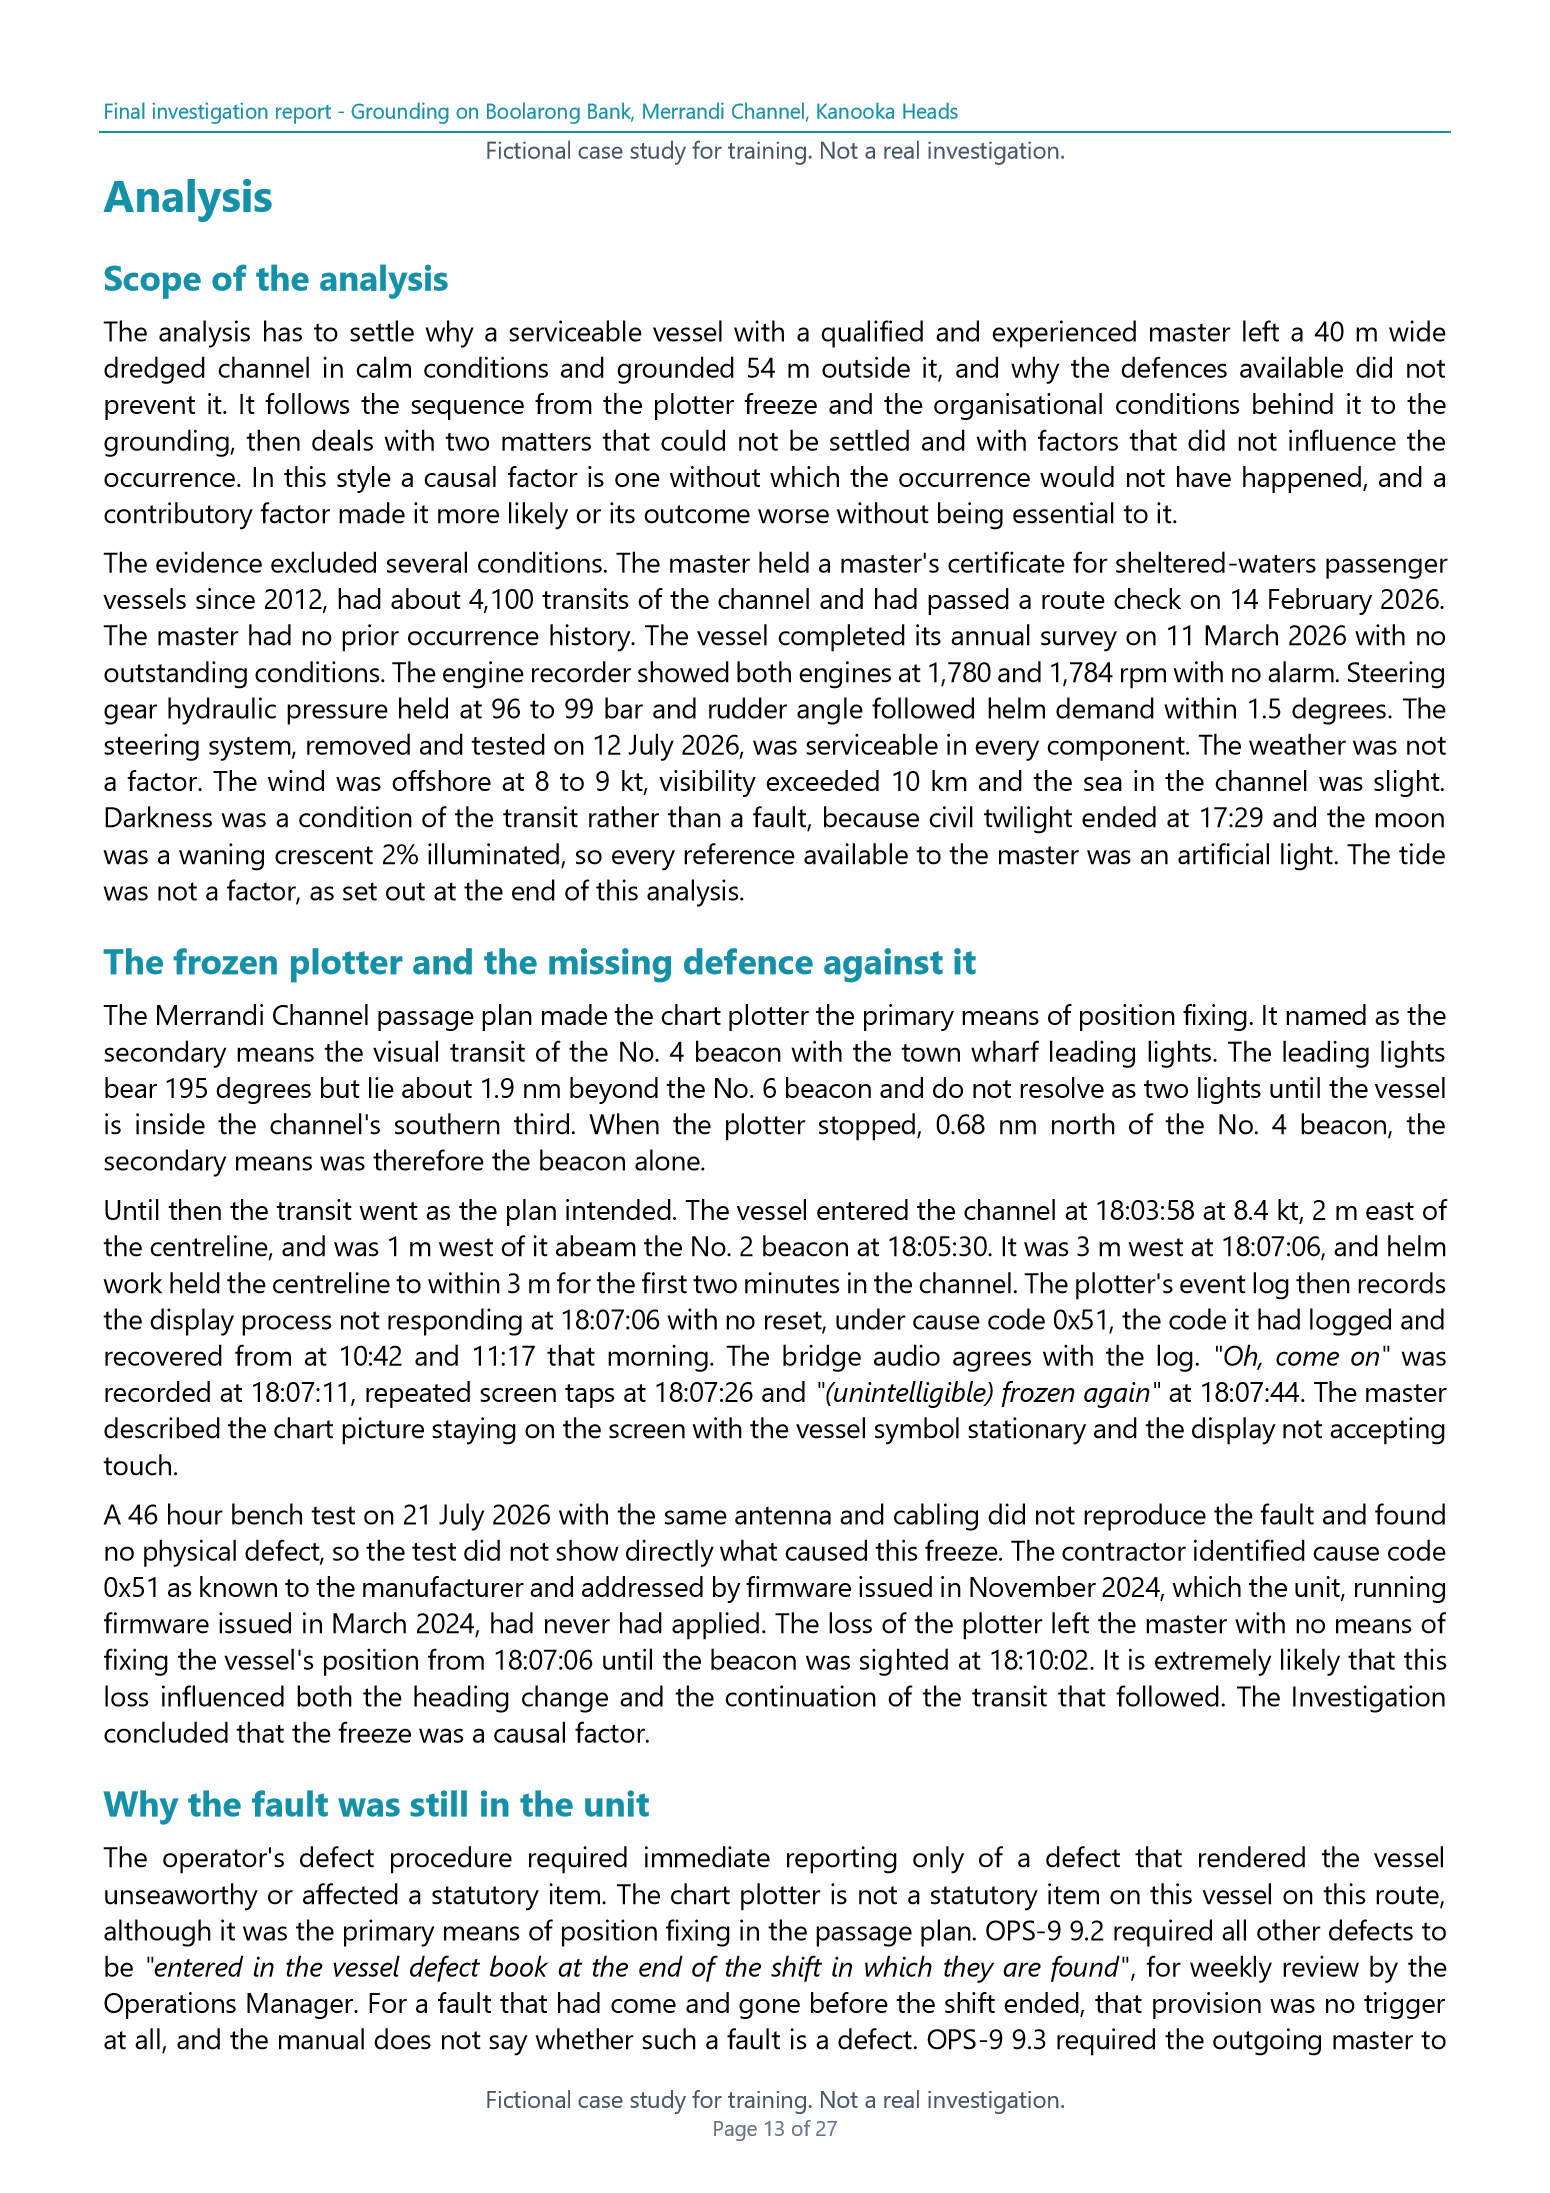 Final investigation report - Grounding on Boolarong Bank, Merrandi Channel, Kanooka Heads
Fictional case study for training. Not a real investigation.
Analysis
Scope of the analysis
The analysis has to settle why a serviceable vessel with a qualified and experienced master left a 40 m wide
dredged channel in calm conditions and grounded 54 m outside it, and why the defences available did not
prevent it. It follows the sequence from the plotter freeze and the organisational conditions behind it to the
grounding, then deals with two matters that could not be settled and with factors that did not influence the
occurrence. In this style a causal factor is one without which the occurrence would not have happened, and a
contributory factor made it more likely or its outcome worse without being essential to it.
The evidence excluded several conditions. The master held a master's certificate for sheltered-waters passenger
vessels since 2012, had about 4,100 transits of the channel and had passed a route check on 14 February 2026.
The master had no prior occurrence history. The vessel completed its annual survey on 11 March 2026 with no
outstanding conditions. The engine recorder showed both engines at 1,780 and 1,784 rpm with no alarm. Steering
gear hydraulic pressure held at 96 to 99 bar and rudder angle followed helm demand within 1.5 degrees. The
steering system, removed and tested on 12 July 2026, was serviceable in every component. The weather was not
a factor. The wind was offshore at 8 to 9 kt, visibility exceeded 10 km and the sea in the channel was slight.
Darkness was a condition of the transit rather than a fault, because civil twilight ended at 17:29 and the moon
was a waning crescent 2% illuminated, so every reference available to the master was an artificial light. The tide
was not a factor, as set out at the end of this analysis.
The frozen plotter and the missing defence against it
The Merrandi Channel passage plan made the chart plotter the primary means of position fixing. It named as the
secondary means the visual transit of the No. 4 beacon with the town wharf leading lights. The leading lights
bear 195 degrees but lie about 1.9 nm beyond the No. 6 beacon and do not resolve as two lights until the vessel
is inside the channel's southern third. When the plotter stopped, 0.68 nm north of the No. 4 beacon, the
secondary means was therefore the beacon alone.
Until then the transit went as the plan intended. The vessel entered the channel at 18:03:58 at 8.4 kt, 2 m east of
the centreline, and was 1 m west of it abeam the No. 2 beacon at 18:05:30. It was 3 m west at 18:07:06, and helm
work held the centreline to within 3 m for the first two minutes in the channel. The plotter's event log then records
the display process not responding at 18:07:06 with no reset, under cause code 0x51, the code it had logged and
recovered from at 10:42 and 11:17 that morning. The bridge audio agrees with the log. "Oh, come on" was
recorded at 18:07:11, repeated screen taps at 18:07:26 and "(unintelligible) frozen again" at 18:07:44. The master
described the chart picture staying on the screen with the vessel symbol stationary and the display not accepting
touch.
A 46 hour bench test on 21 July 2026 with the same antenna and cabling did not reproduce the fault and found
no physical defect, so the test did not show directly what caused this freeze. The contractor identified cause code
0x51 as known to the manufacturer and addressed by firmware issued in November 2024, which the unit, running
firmware issued in March 2024, had never had applied. The loss of the plotter left the master with no means of
fixing the vessel's position from 18:07:06 until the beacon was sighted at 18:10:02. It is extremely likely that this
loss influenced both the heading change and the continuation of the transit that followed. The Investigation
concluded that the freeze was a causal factor.
Why the fault was still in the unit
The operator's defect procedure required immediate reporting only of a defect that rendered the vessel
unseaworthy or affected a statutory item. The chart plotter is not a statutory item on this vessel on this route,
although it was the primary means of position fixing in the passage plan. OPS-9 9.2 required all other defects to
be "entered in the vessel defect book at the end of the shift in which they are found", for weekly review by the
Operations Manager. For a fault that had come and gone before the shift ended, that provision was no trigger
at all, and the manual does not say whether such a fault is a defect. OPS-9 9.3 required the outgoing master to
Fictional case study for training. Not a real investigation.
Page 13 of 27